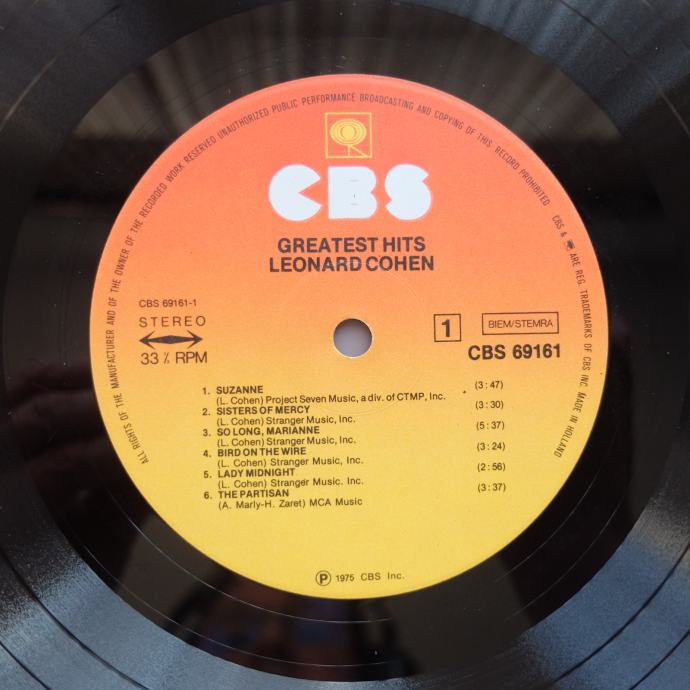 ALL RIGHTS OF THE MANUFACTURER AND OF THE OWNER OF THE RECORDED WORK RESERVED UNAUTHORIZED PUBLIC PERFORMANCE BROADCASTING AND COPYING OF THIS RECORD PROHIBITED CBS & ARE REG. TRADEMARKS OF CBS INC MADE IN HOLLAND
CBS
GREATEST HITS
LEONARD COHEN
CBS 69161-1
STEREO
33 ⅓ RPM
1
BIEM/STEMRA
CBS 69161
1. SUZANNE (3:47)
(L. Cohen) Project Seven Music, a div. of CTMP, Inc.
2. SISTERS OF MERCY (3:30)
(L. Cohen) Stranger Music, Inc.
3. SO LONG, MARIANNE (5:37)
(L. Cohen) Stranger Music, Inc.
4. BIRD ON THE WIRE (3:24)
(L. Cohen) Stranger Music, Inc.
5. LADY MIDNIGHT (2:56)
(L. Cohen) Stranger Music. Inc.
6. THE PARTISAN (3:37)
(A. Marly-H. Zaret) MCA Music
Ⓟ 1975 CBS Inc.